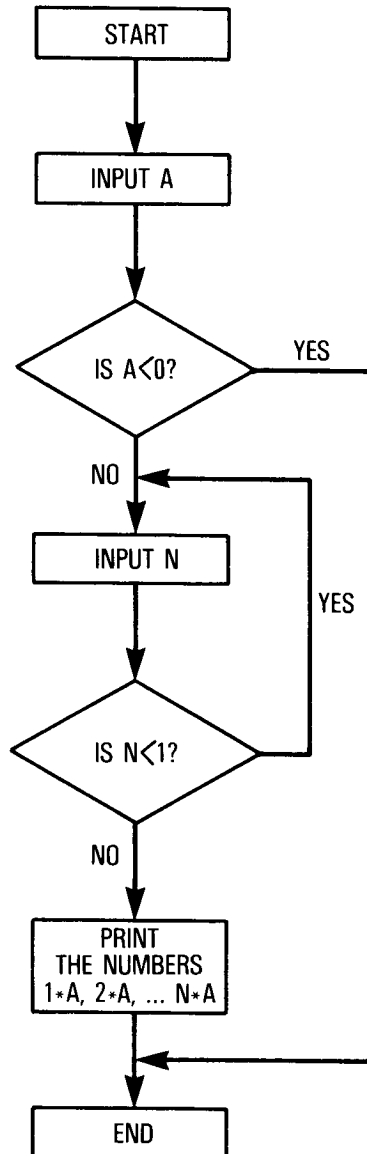 START
INPUT A
IS A<0?
YES
NO
INPUT N
YES
IS N<1?
NO
PRINT
THE NUMBERS
1*A, 2*A, ... N*A
END